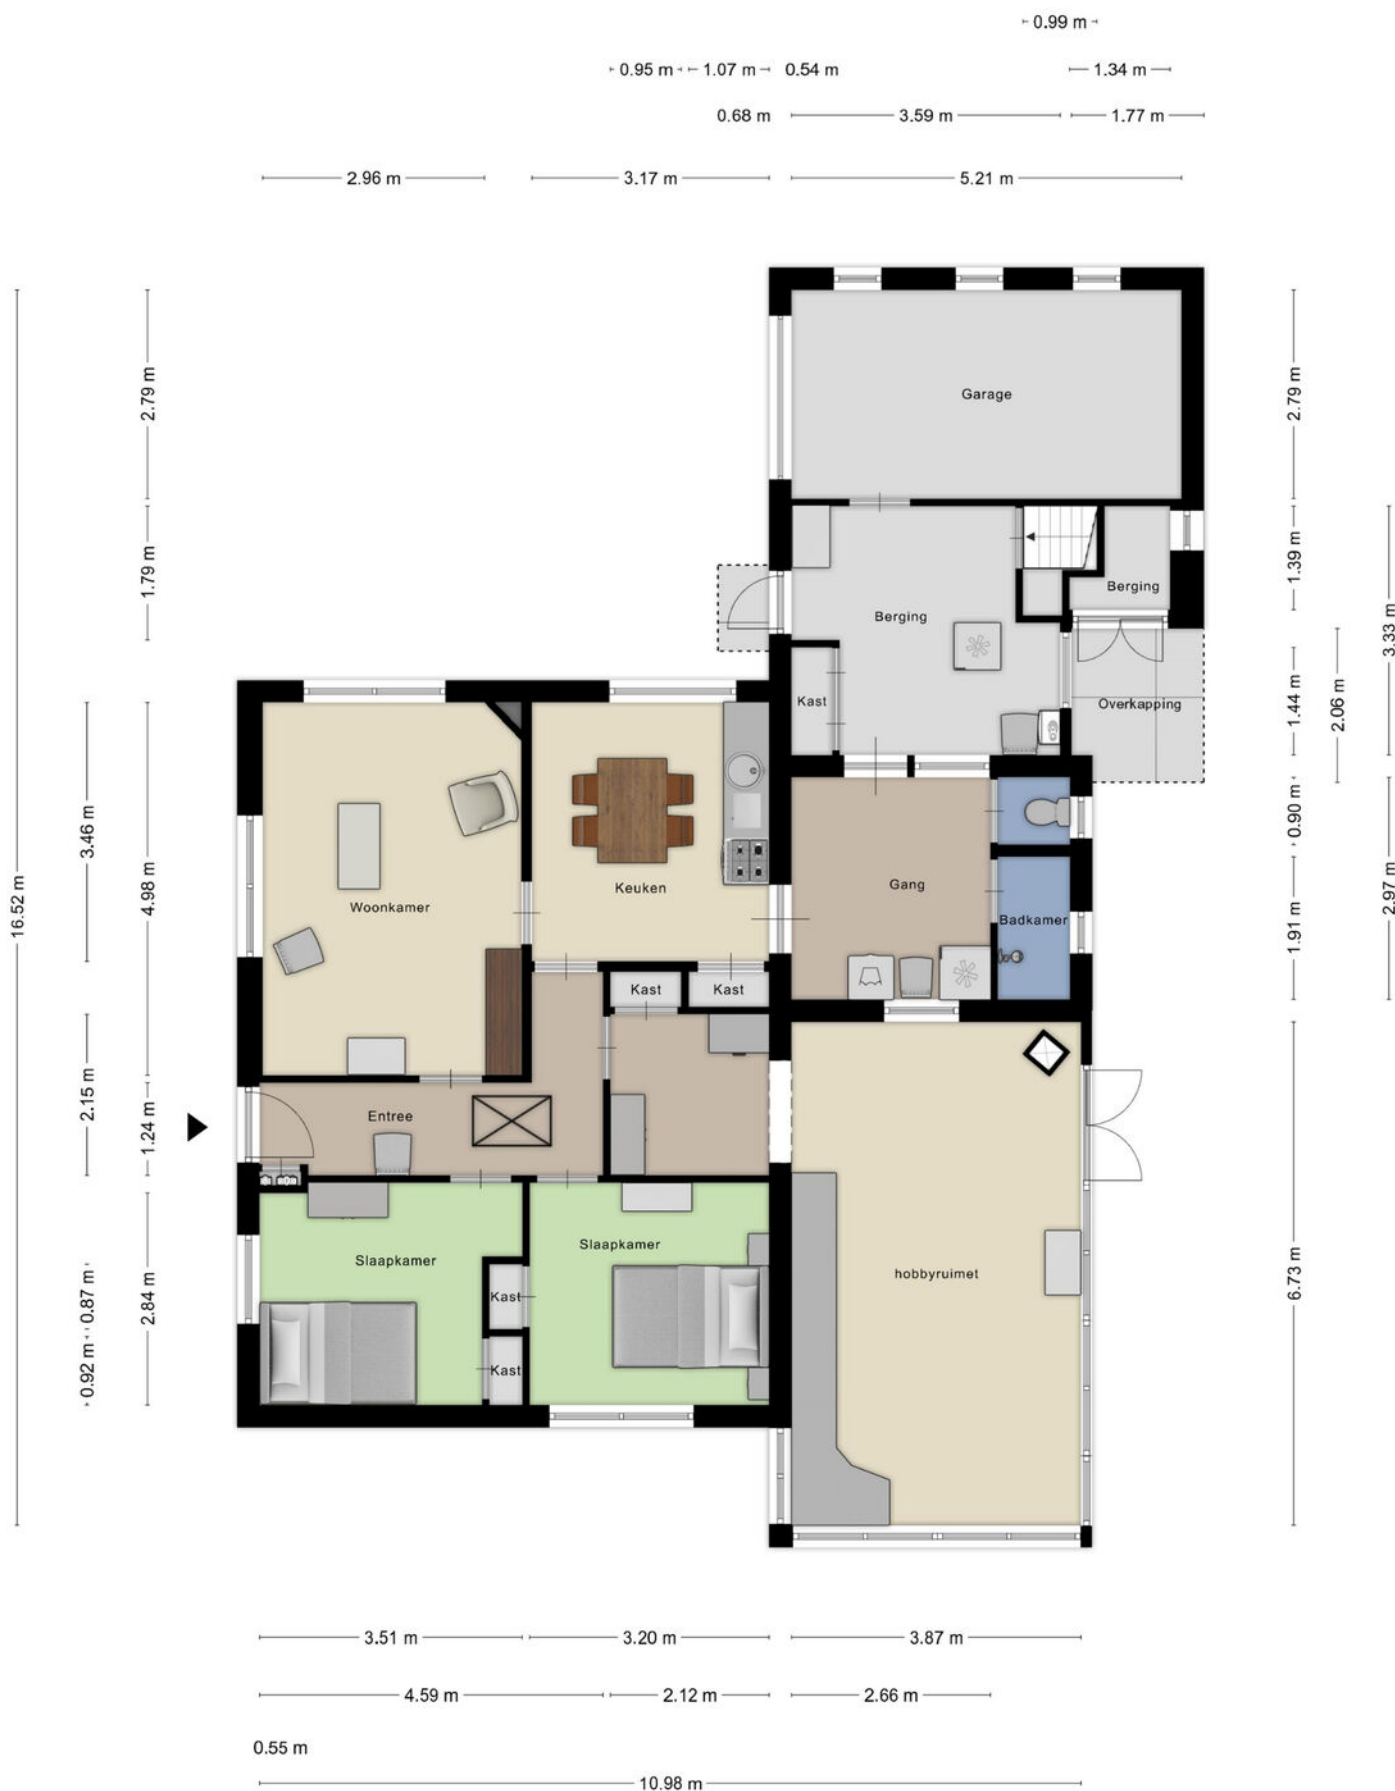 0.99 m
0.95 m
1.07 m
0.54 m
1.34 m
0.68 m
3.59 m
1.77 m
2.96 m
3.17 m
5.21 m
2.79 m
2.79 m
Garage
1.79 m
1.39 m
Berging
Berging
3.33 m
16.52 m
Kast
Overkapping
1.44 m
2.06 m
3.46 m
4.98 m
Woonkamer
Keuken
Gang
Badkamer
0.90 m
1.91 m
2.97 m
Kast
Kast
2.15 m
1.24 m
Entree
Slaapkamer
Slaapkamer
hobbyruimet
6.73 m
0.87 m
0.92 m
2.84 m
Kast
Kast
3.51 m
3.20 m
3.87 m
4.59 m
2.12 m
2.66 m
0.55 m
10.98 m